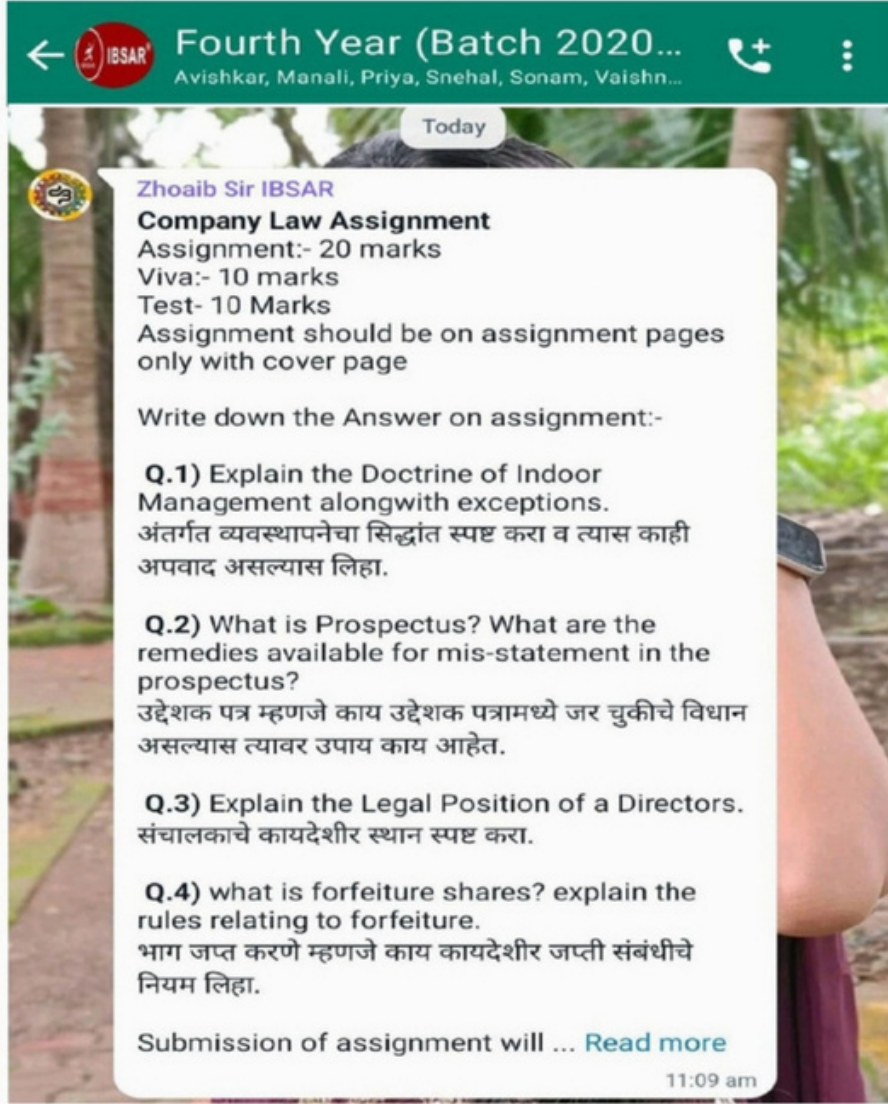 IBSAR
Fourth Year (Batch 2020...
Avishkar, Manali, Priya, Snehal, Sonam, Vaishn...
Today
Zhoaib Sir IBSAR
Company Law Assignment
Assignment:- 20 marks
Viva:- 10 marks
Test- 10 Marks
Assignment should be on assignment pages
only with cover page
Write down the Answer on assignment:-
Q.1) Explain the Doctrine of Indoor
Management alongwith exceptions.
अंतर्गत व्यवस्थापनेचा सिद्धांत स्पष्ट करा व त्यास काही
अपवाद असल्यास लिहा.
Q.2) What is Prospectus? What are the
remedies available for mis-statement in the
prospectus?
उद्देशक पत्र म्हणजे काय उद्देशक पत्रामध्ये जर चुकीचे विधान
असल्यास त्यावर उपाय काय आहेत.
Q.3) Explain the Legal Position of a Directors.
संचालकाचे कायदेशीर स्थान स्पष्ट करा.
Q.4) what is forfeiture shares? explain the
rules relating to forfeiture.
भाग जप्त करणे म्हणजे काय कायदेशीर जप्ती संबंधीचे
नियम लिहा.
Submission of assignment will ... Read more
11:09 am